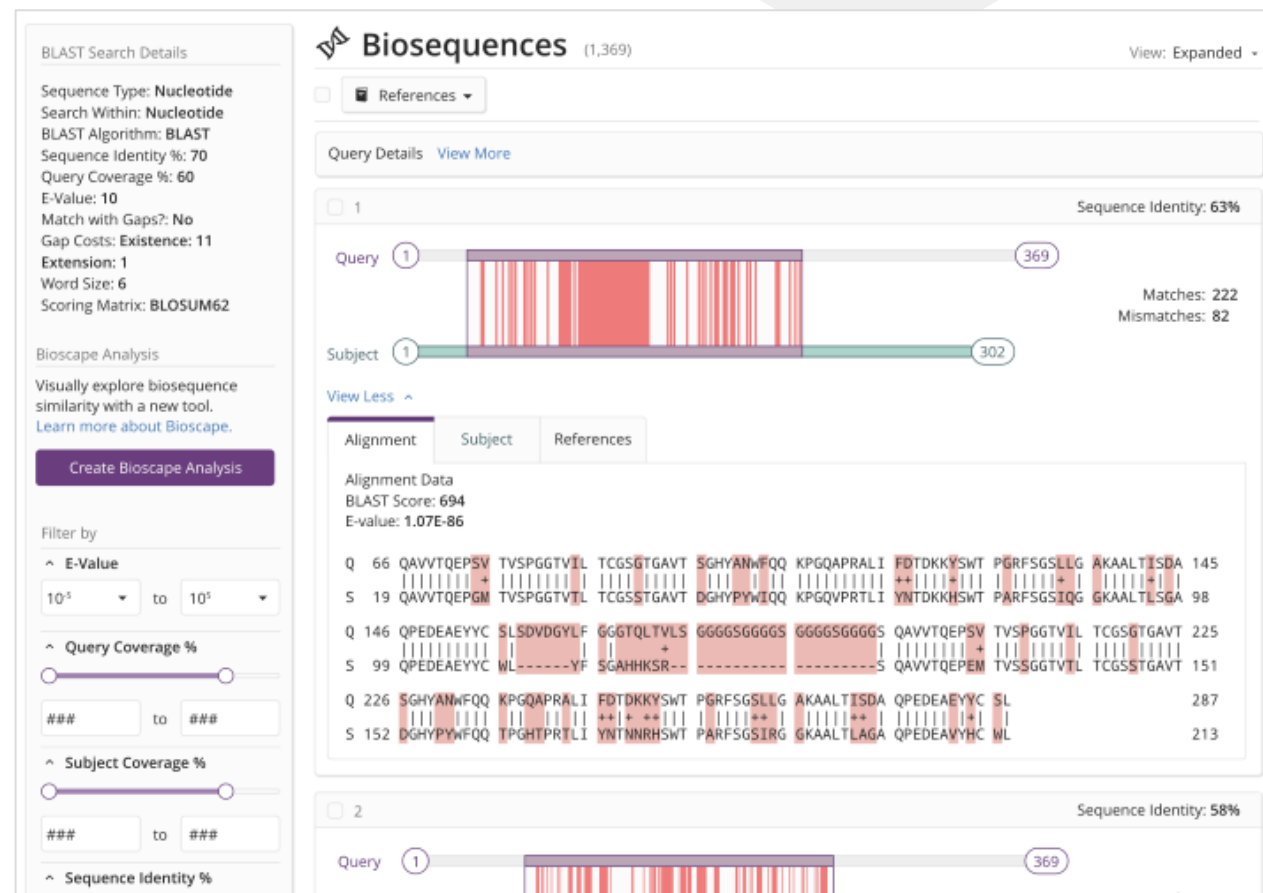 BLAST Search Details
Sequence Type: Nucleotide
Search Within: Nucleotide
BLAST Algorithm: BLAST
Sequence Identity %: 70
Query Coverage %: 60
E-Value: 10
Match with Gaps?: No
Gap Costs: Existence: 11
Extension: 1
Word Size: 6
Scoring Matrix: BLOSUM62
Bioscape Analysis
Visually explore biosequence
similarity with a new tool.
Learn more about Bioscape.
Create Bioscape Analysis
Filter by
E-Value
10⁻⁵ to 10⁵
Query Coverage %
### to ###
Subject Coverage %
### to ###
Sequence Identity %
Biosequences (1,369)
View: Expanded
References
Query Details View More
1 Sequence Identity: 63%
Query 1 369
Matches: 222
Mismatches: 82
Subject 1 302
View Less
Alignment Subject References
Alignment Data
BLAST Score: 694
E-value: 1.07E-86
Q 66 QAVVTQEPSV TVSPGGTVIL TCGSGTGAVT SGHYANWFQQ KPGQAPRALI FDTDKKYSWT PGRFSGSLLG AKAALTISDA 145
S 19 QAVVTQEPGM TVSPGGTVTL TCGSSTGAVT DGHYPYWIQQ KPGQVPRTLI YNTDKKHSWT PARFSGSIQG GKAALTLSGA 98
Q 146 QPEDEAEYYC SLSDVDGYLF GGGTQLTVLS GGGGSGGGGS GGGGSGGGGS QAVVTQEPSV TVSPGGTVIL TCGSGTGAVT 225
S 99 QPEDEAEYYC WL------YF SGAHHKSR-- ---------- ---------S QAVVTQEPEM TVSSGGTVTL TCGSSTGAVT 151
Q 226 SGHYANWFQQ KPGQAPRALI FDTDKKYSWT PGRFSGSLLG AKAALTISDA QPEDEAEYYC SL 287
S 152 DGHYPYWFQQ TPGHTPRTLI YNTNNRHSWT PARFSGSIRG GKAALTLAGA QPEDEAVYHC WL 213
2 Sequence Identity: 58%
Query 1 369